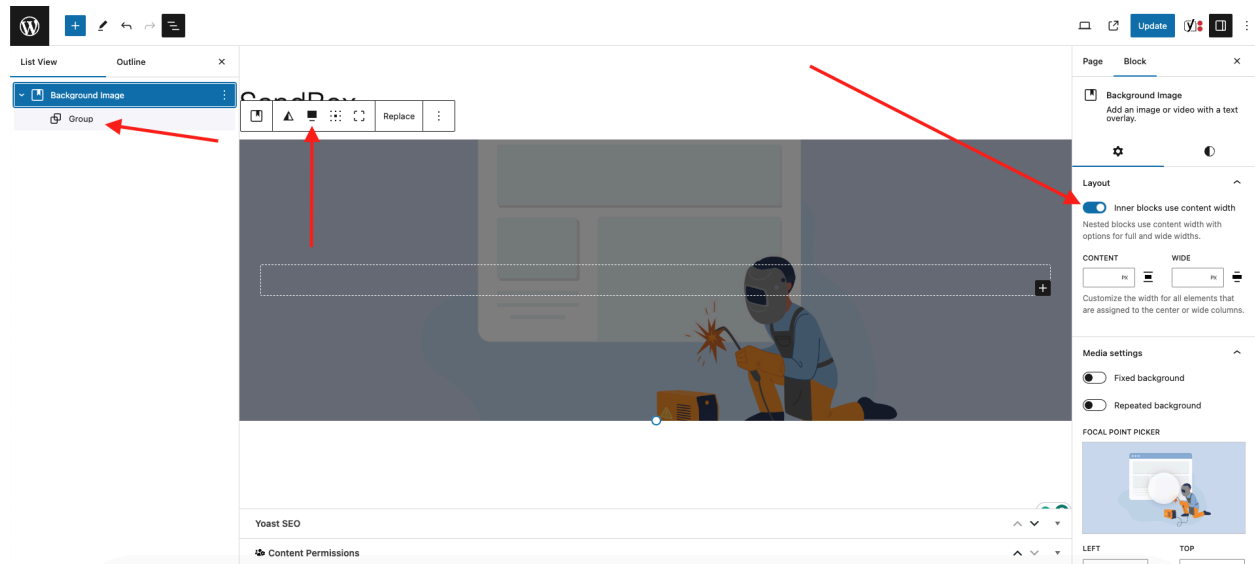 Update
List View
Outline
Page
Block
Background Image
Group
SandBox
Replace
Background Image
Add an image or video with a text
overlay.
Layout
Inner blocks use content width
Nested blocks use content width with
options for full and wide widths.
CONTENT
WIDE
PX
PX
Customize the width for all elements that
are assigned to the center or wide columns.
Media settings
Fixed background
Repeated background
FOCAL POINT PICKER
LEFT
TOP
Yoast SEO
Content Permissions